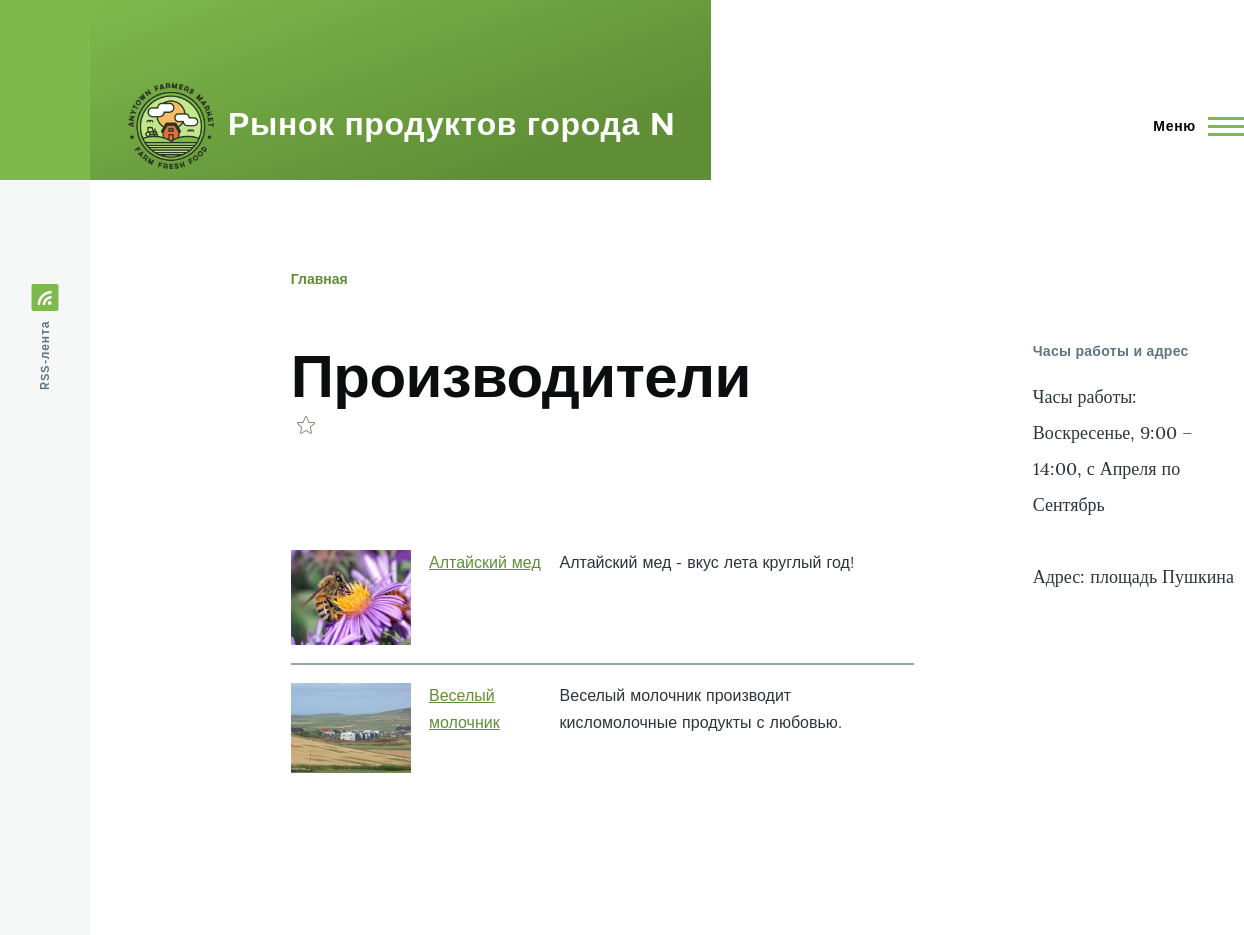 ANYTOWN FARMERS MARKET
FARM FRESH FOOD
Рынок продуктов города N
Меню
RSS-лента
Главная
Производители
Алтайский мед
Алтайский мед - вкус лета круглый год!
Веселый
молочник
Веселый молочник производит
кисломолочные продукты с любовью.
Часы работы и адрес
Часы работы:
Воскресенье, 9:00 –
14:00, с Апреля по
Сентябрь
Адрес: площадь Пушкина